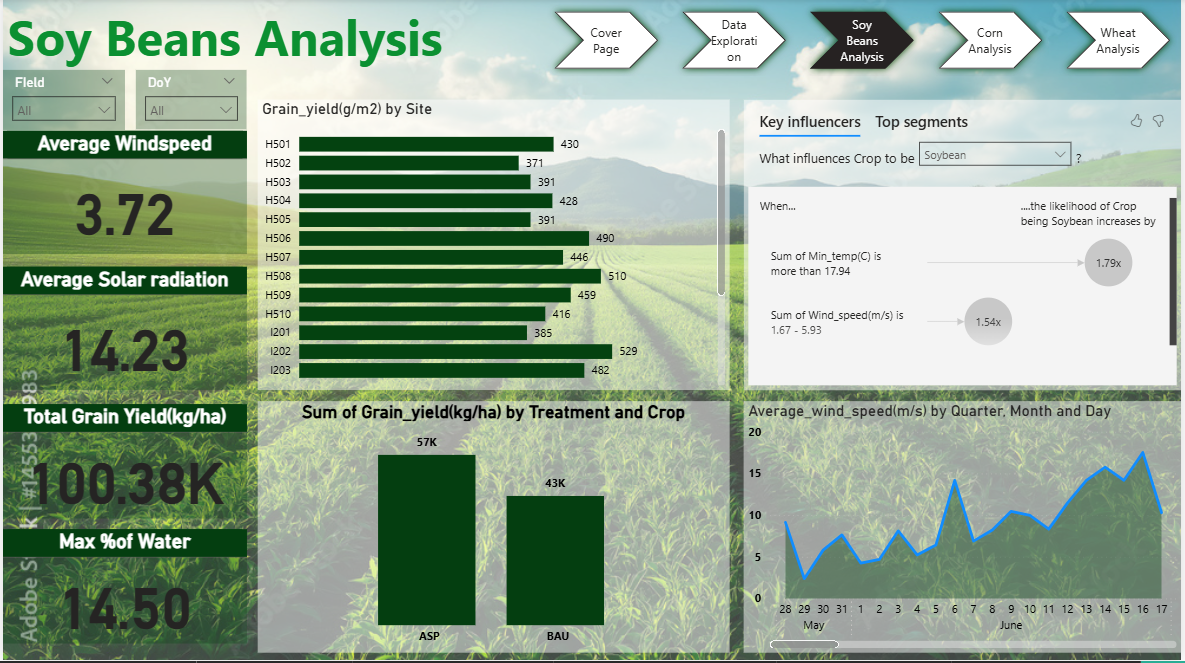 Soy Beans Analysis
Cover
Page
Data
Explorati
on
Soy
Beans
Analysis
Corn
Analysis
Wheat
Analysis
FIeld
All
DoY
All
Average Windspeed
3.72
Average Solar radiation
14.23
Total Grain Yield(kg/ha)
100.38K
Max %of Water
14.50
Grain_yield(g/m2) by Site
H501 430
H502 371
H503 391
H504 428
H505 391
H506 490
H507 446
H508 510
H509 459
H510 416
I201 385
I202 529
I203 482
Key influencers Top segments
What influences Crop to be Soybean ?
When...
....the likelihood of Crop
being Soybean increases by
Sum of Min_temp(C) is
more than 17.94
1.79x
Sum of Wind_speed(m/s) is
1.67 - 5.93
1.54x
Sum of Grain_yield(kg/ha) by Treatment and Crop
57K
43K
ASP BAU
Average_wind_speed(m/s) by Quarter, Month and Day
20
15
10
5
0
28 29 30 31 1 2 3 4 5 6 7 8 9 10 11 12 13 14 15 16 17
May June